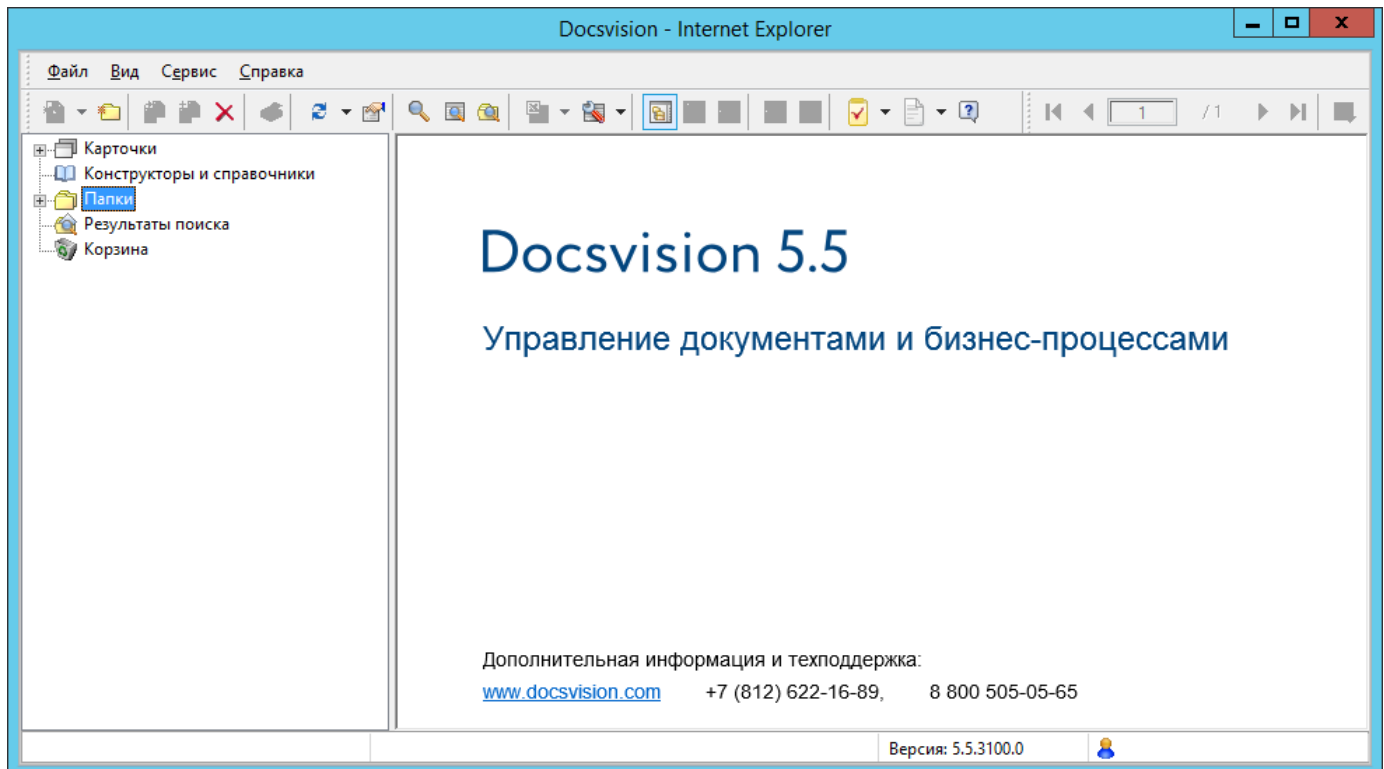 Docsvision - Internet Explorer
Файл Вид Сервис Справка
1 / 1
Карточки
Конструкторы и справочники
Папки
Результаты поиска
Корзина
Docsvision 5.5
Управление документами и бизнес-процессами
Дополнительная информация и техподдержка:
www.docsvision.com +7 (812) 622-16-89, 8 800 505-05-65
Версия: 5.5.3100.0